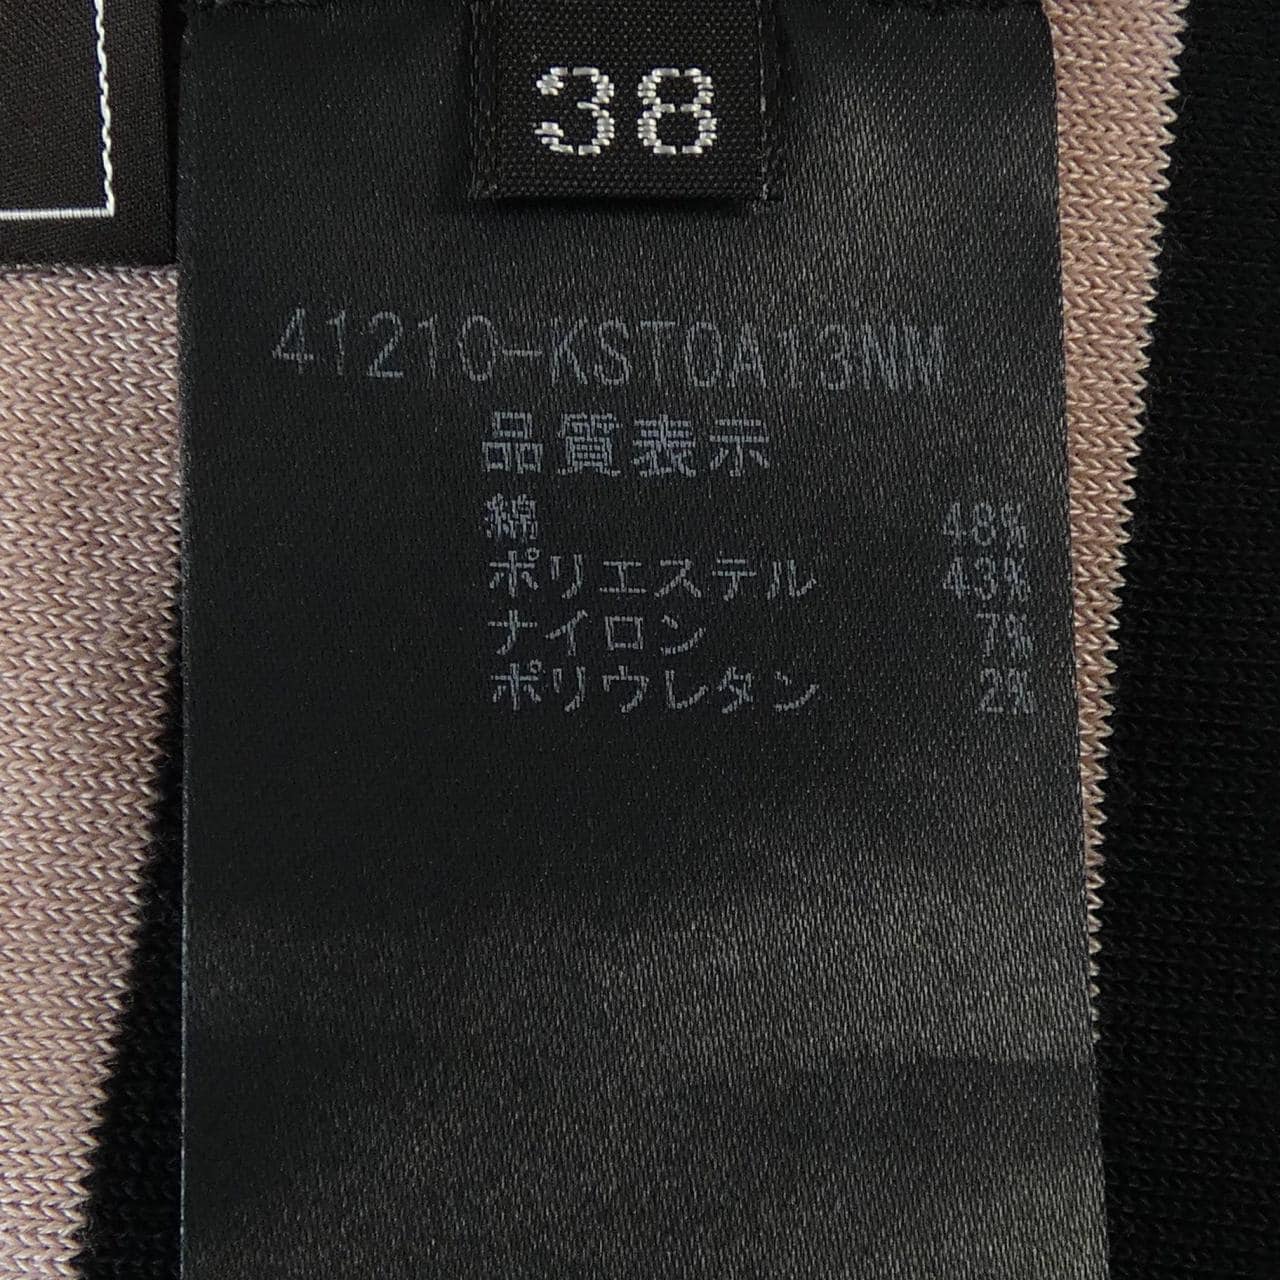 38
41210-KST0A13NM
品質表示
綿 48%
ポリエステル 43%
ナイロン 7%
ポリウレタン 2%